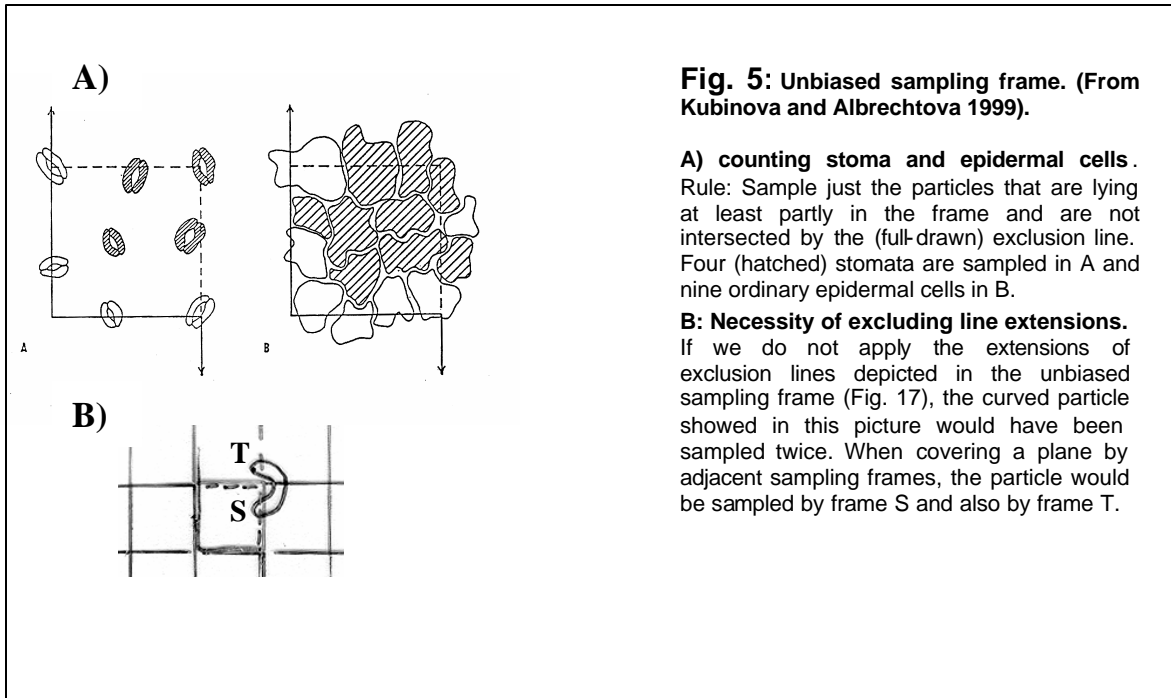 A)
A
B
B)
T
S
Fig. 5: Unbiased sampling frame. (From
Kubinova and Albrechtova 1999).
A) counting stoma and epidermal cells.
Rule: Sample just the particles that are lying
at least partly in the frame and are not
intersected by the (full-drawn) exclusion line.
Four (hatched) stomata are sampled in A and
nine ordinary epidermal cells in B.
B: Necessity of excluding line extensions.
If we do not apply the extensions of
exclusion lines depicted in the unbiased
sampling frame (Fig. 17), the curved particle
showed in this picture would have been
sampled twice. When covering a plane by
adjacent sampling frames, the particle would
be sampled by frame S and also by frame T.